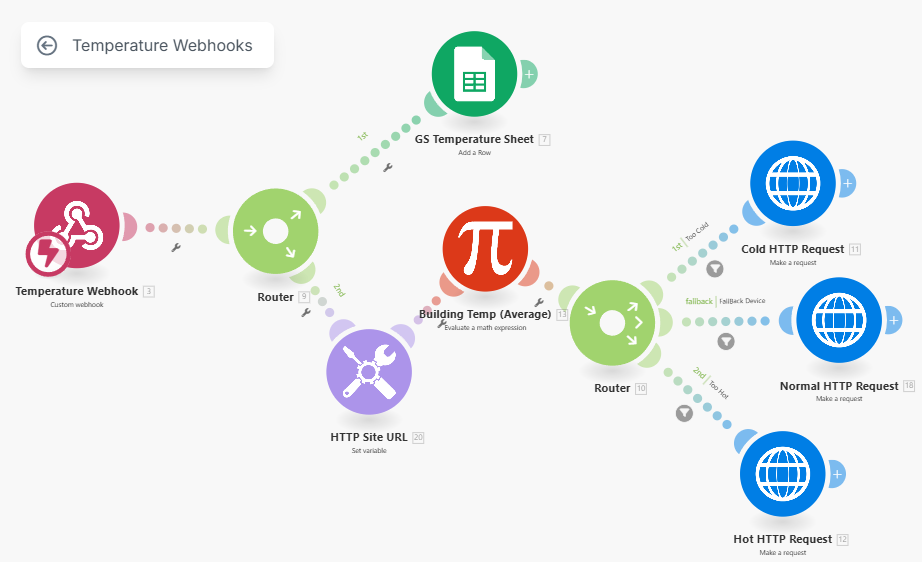 Temperature Webhooks
1st
GS Temperature Sheet 7
Add a Row
Temperature Webhook 3
Custom webhook
Router 9
2nd
HTTP Site URL 20
Set variable
π
Building Temp (Average) 13
Evaluate a math expression
Router 10
1st | Too Cold
Cold HTTP Request 11
Make a request
fallback | FallBack Device
Normal HTTP Request 18
Make a request
2nd | Too Hot
Hot HTTP Request 12
Make a request